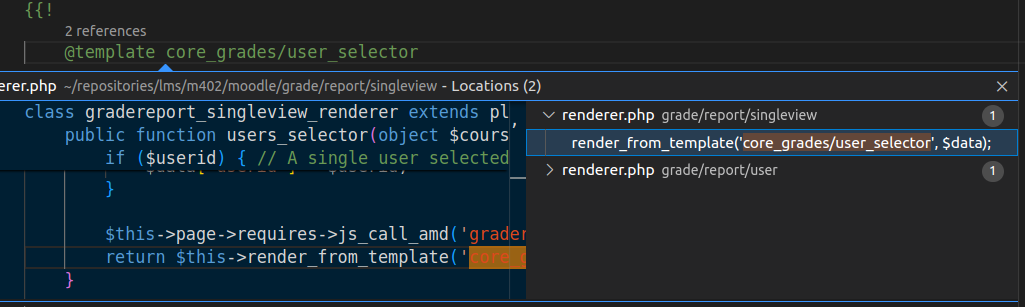 {{!
2 references
@template core_grades/user_selector
erer.php ~/repositories/lms/m402/moodle/grade/report/singleview - Locations (2)
class gradereport_singleview_renderer extends pl
public function users_selector(object $cours
if ($userid) { // A single user selected
}
$this->page->requires->js_call_amd('grader
return $this->render_from_template('core_g
}
renderer.php grade/report/singleview 1
render_from_template('core_grades/user_selector', $data);
renderer.php grade/report/user 1